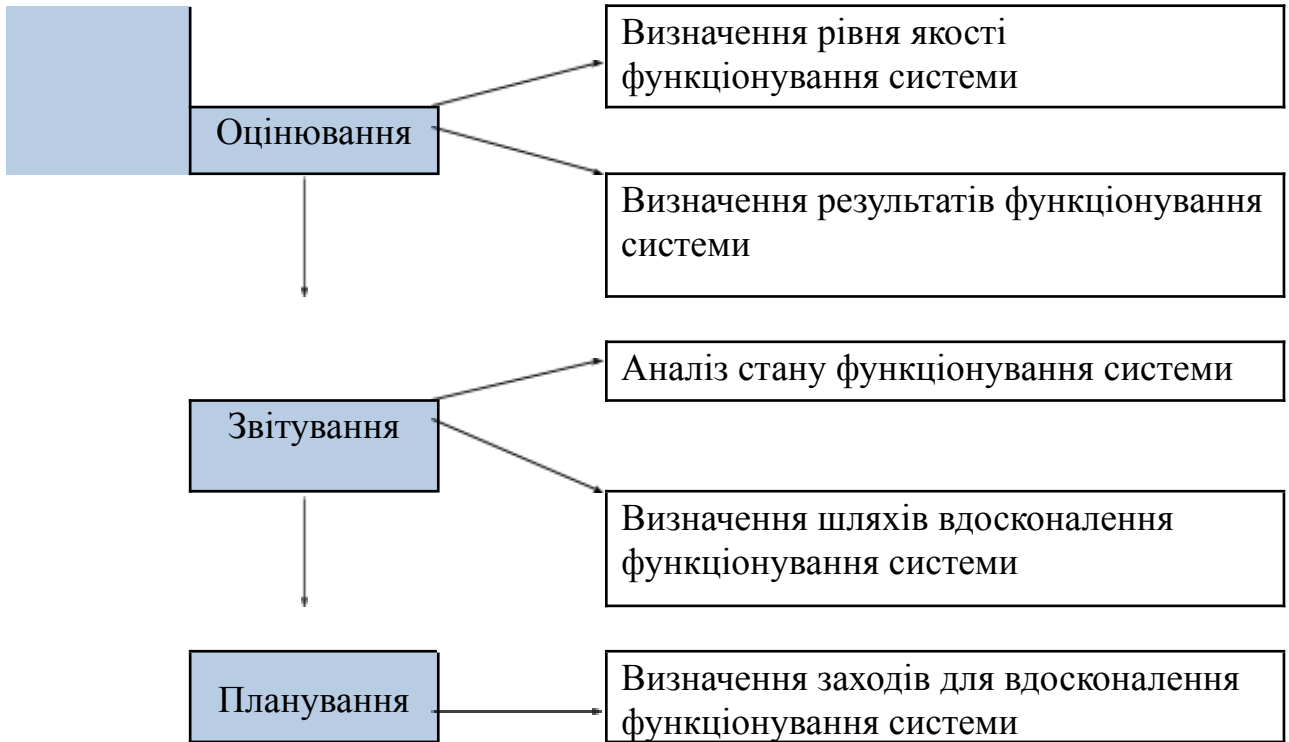 Визначення рівня якості
функціонування системи
Оцінювання
Визначення результатів функціонування
системи
Аналіз стану функціонування системи
Звітування
Визначення шляхів вдосконалення
функціонування системи
Планування
Визначення заходів для вдосконалення
функціонування системи